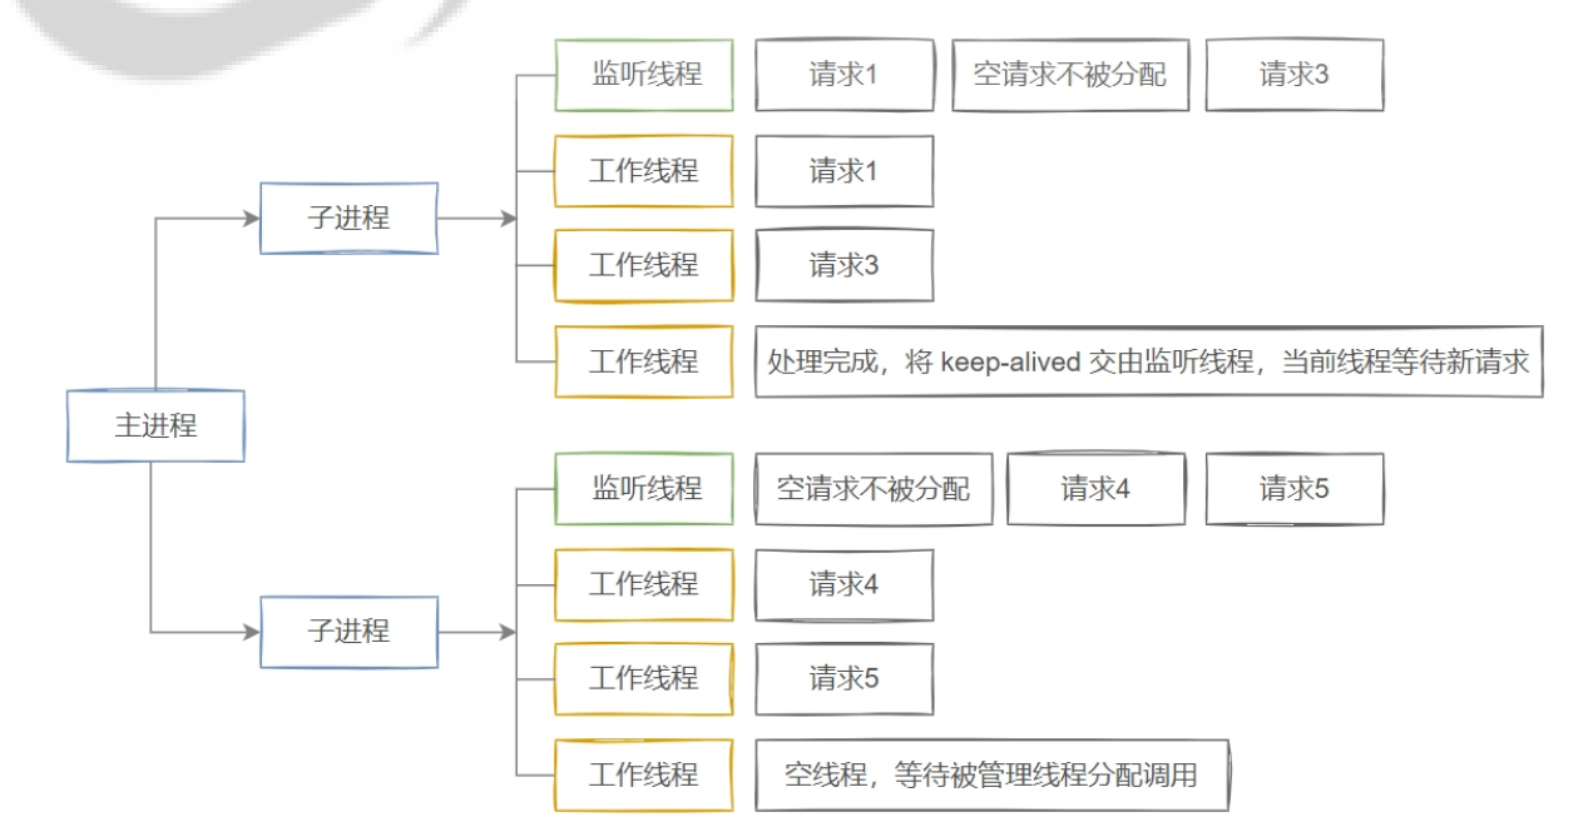 监听线程 请求1 空请求不被分配 请求3
工作线程 请求1
子进程
工作线程 请求3
工作线程 处理完成，将 keep-alived 交由监听线程，当前线程等待新请求
主进程
监听线程 空请求不被分配 请求4 请求5
工作线程 请求4
子进程
工作线程 请求5
工作线程 空线程，等待被管理线程分配调用